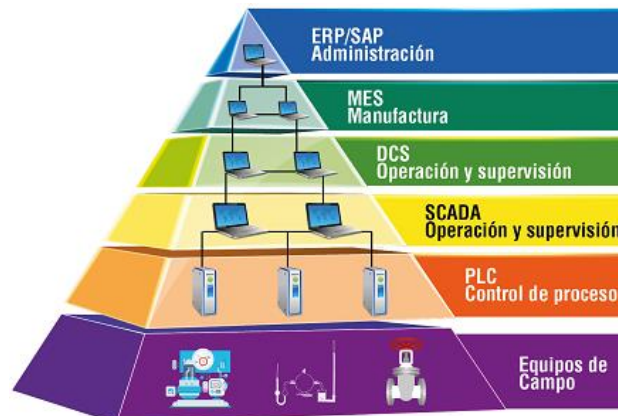 ERP/SAP
Administración
MES
Manufactura
DCS
Operación y supervisión
SCADA
Operación y supervisión
PLC
Control de proceso
Equipos de
Campo